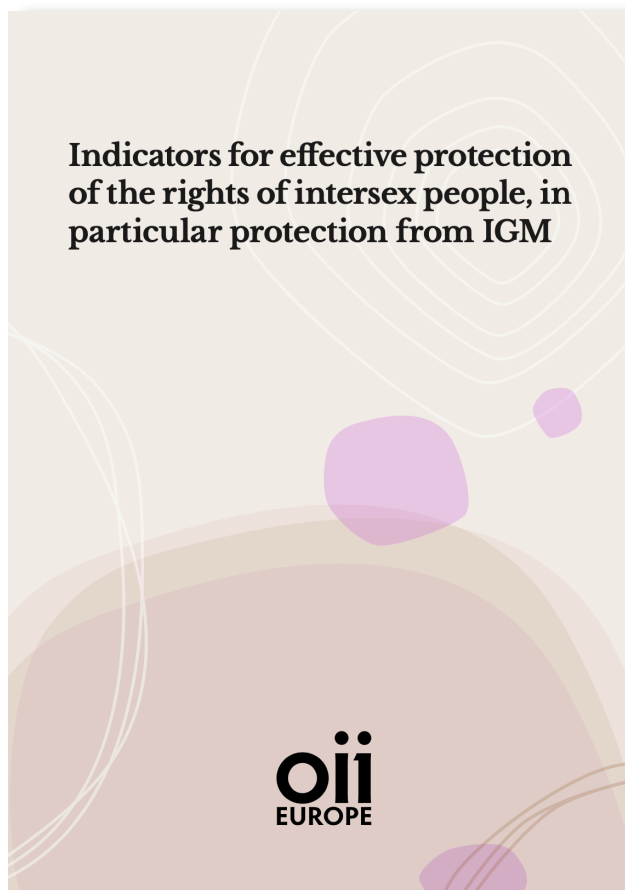 Indicators for effective protection
of the rights of intersex people, in
particular protection from IGM
oii
EUROPE